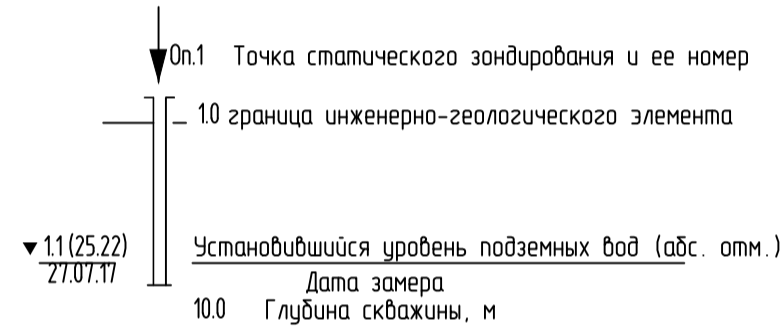 Оп.1 Точка статического зондирования и ее номер
1.0 граница инженерно-геологического элемента
1.1 (25.22) Установившийся уровень подземных вод (абс. отм.)
27.07.17 Дата замера
10.0 Глубина скважины, м